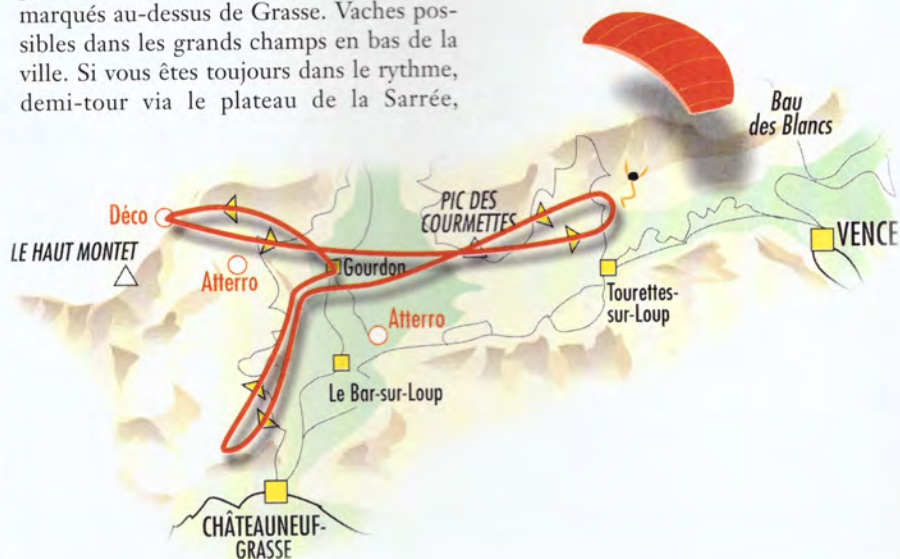 marqués au-dessus de Grasse. Vaches pos-
sibles dans les grands champs en bas de la
ville. Si vous êtes toujours dans le rythme,
demi-tour via le plateau de la Sarrée,
Bau
des Blancs
PIC DES
COURMETTES
Déco
VENCE
LE HAUT MONTET
Atterro
Gourdon
Tourettes-
sur-Loup
Atterro
Le Bar-sur-Loup
CHÂTEAUNEUF-
GRASSE